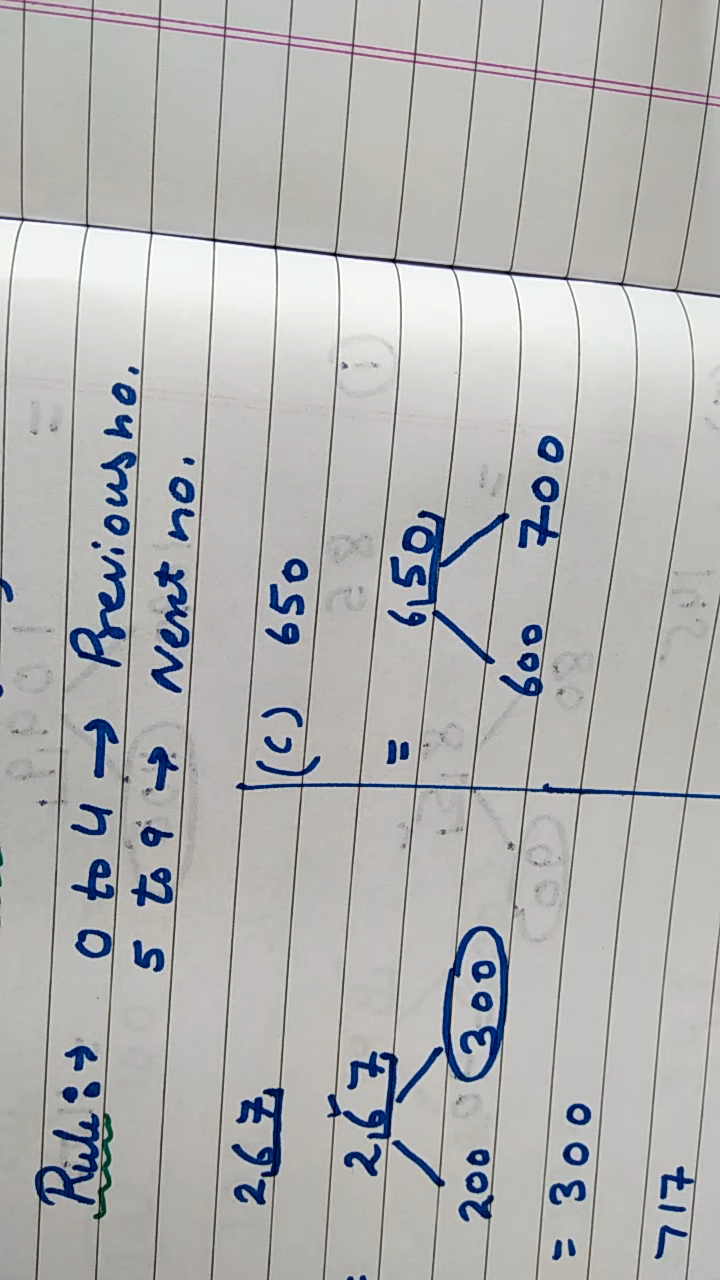 Rule:→ 0 to 4 → Previous no.
5 to 9 → Next no.
267
267
200 300
= 300
717
(C) 650
= 650
600 700